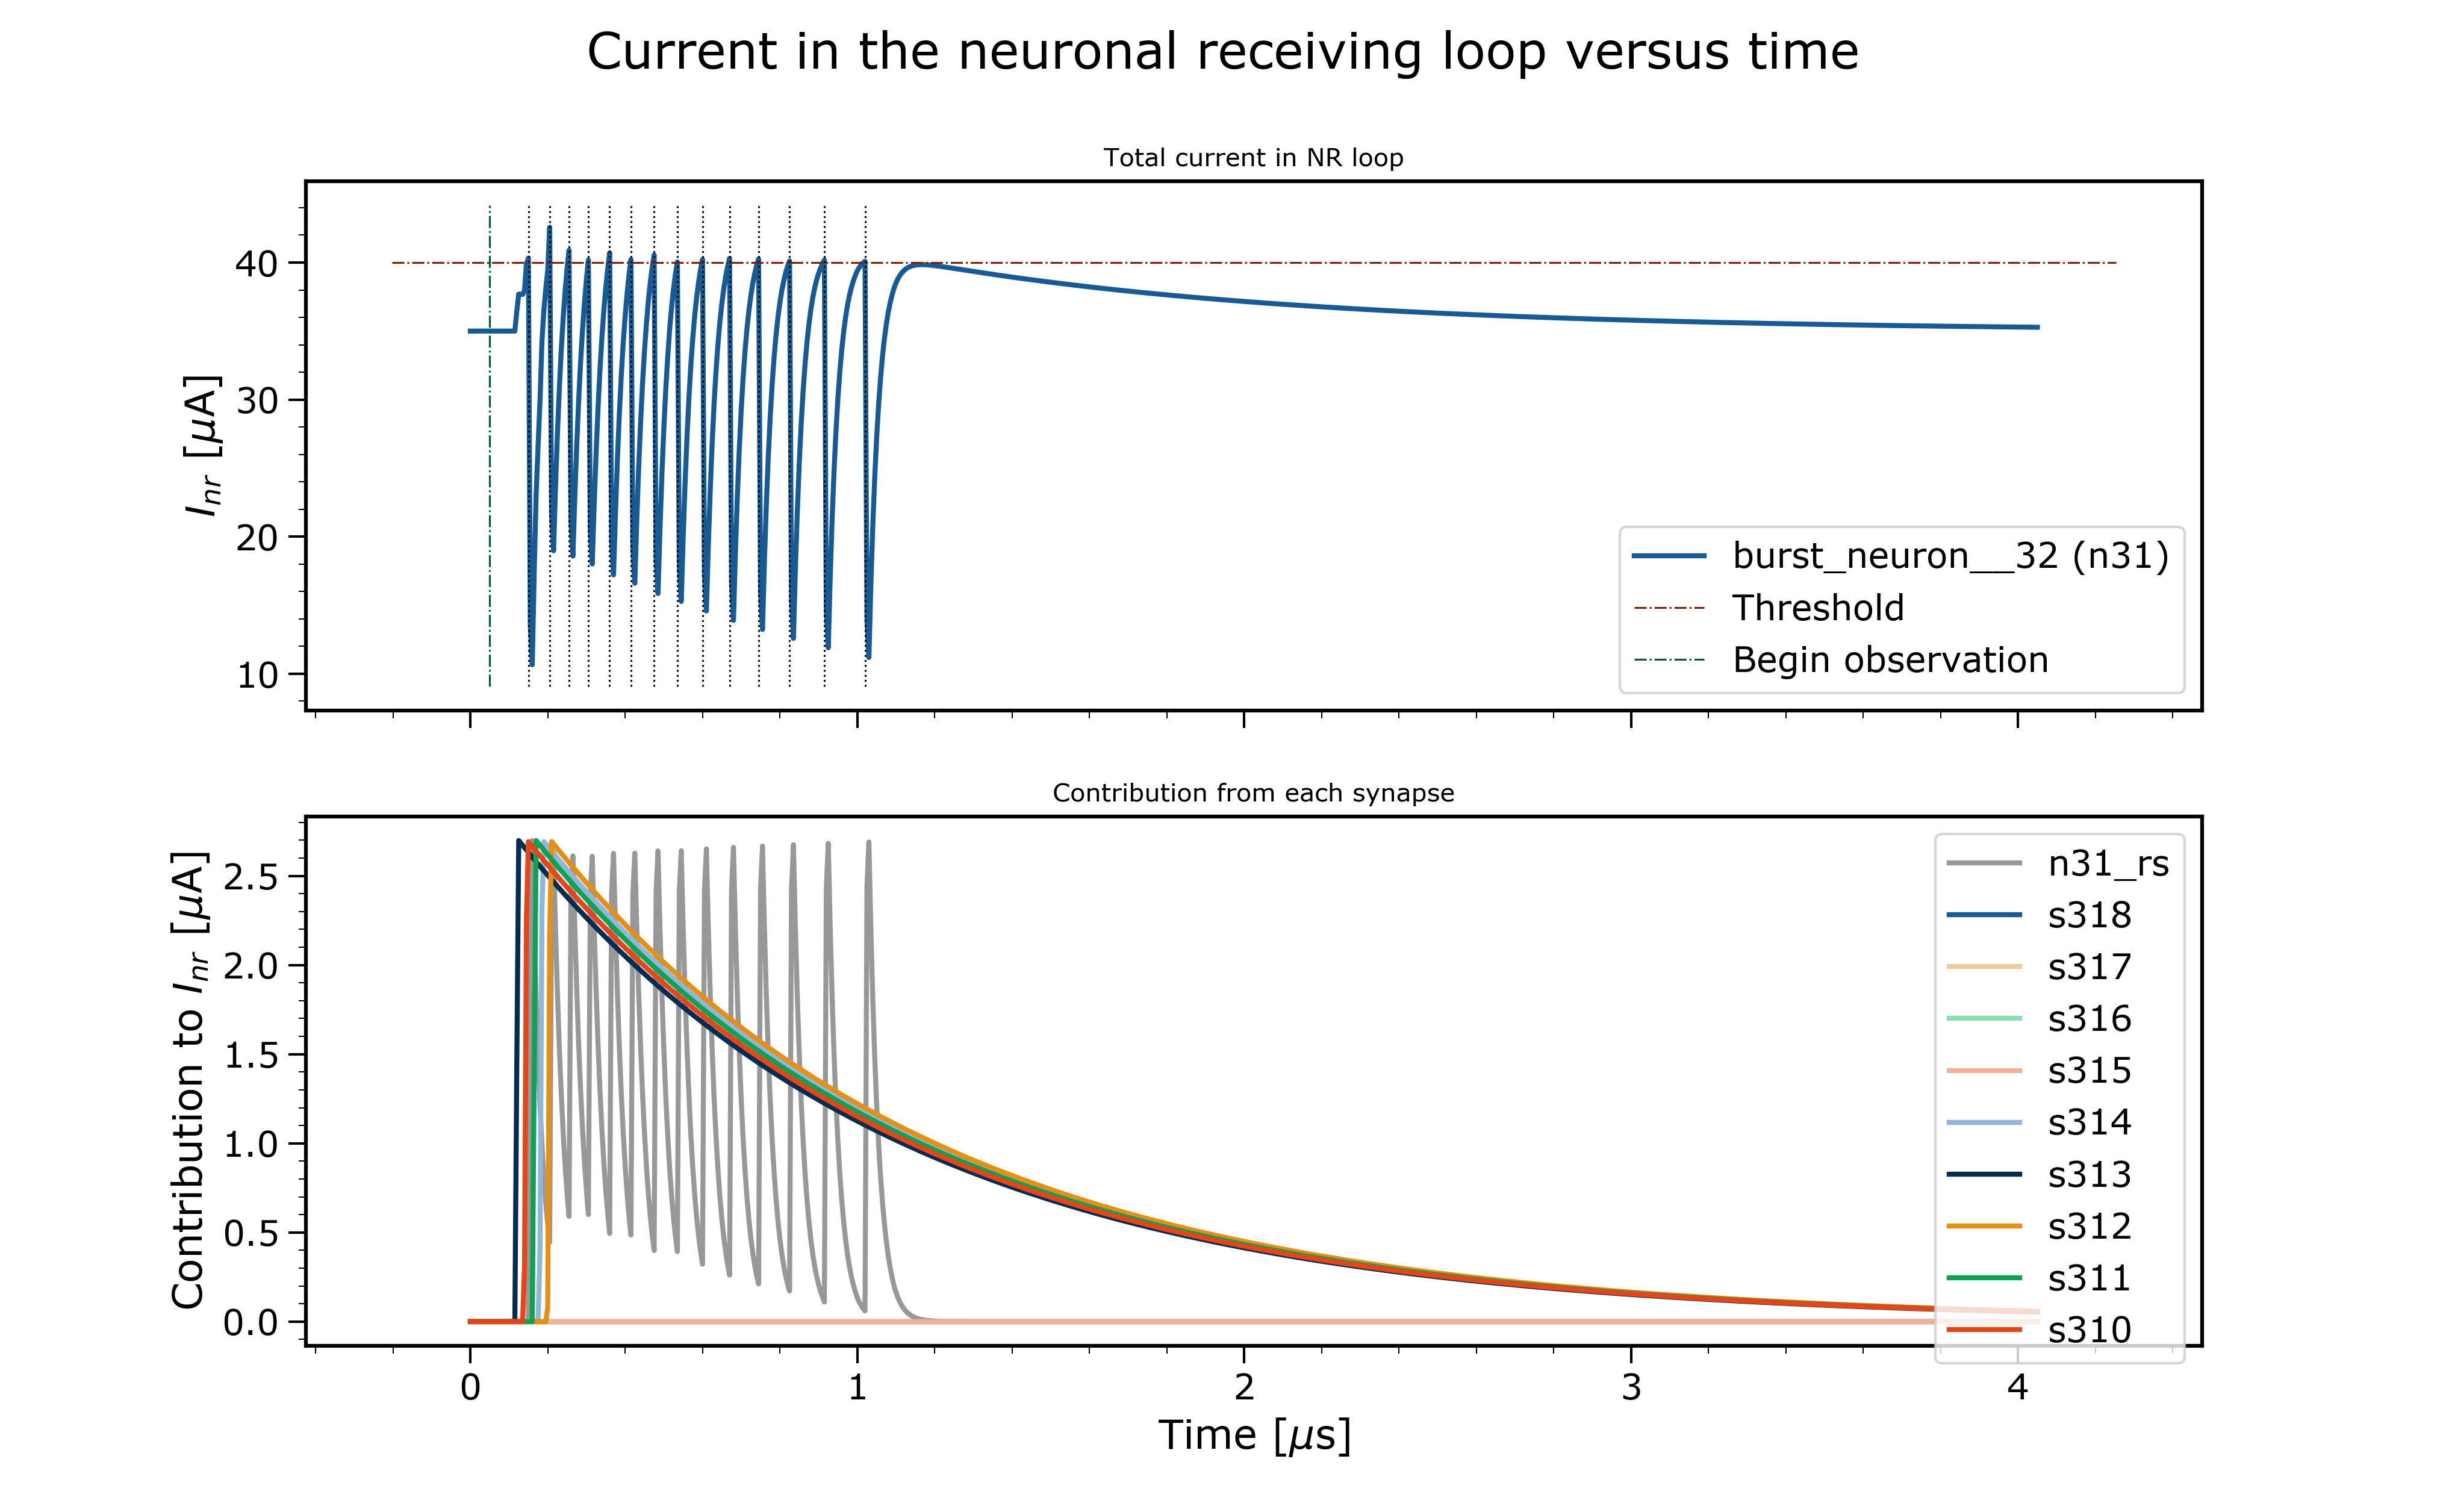 Current in the neuronal receiving loop versus time
Total current in NR loop
40
30
20
10
I_nr [μA]
burst_neuron__32 (n31)
Threshold
Begin observation
Contribution from each synapse
2.5
2.0
1.5
1.0
0.5
0.0
Contribution to I_nr [μA]
n31_rs
s318
s317
s316
s315
s314
s313
s312
s311
s310
0 1 2 3 4
Time [μs]